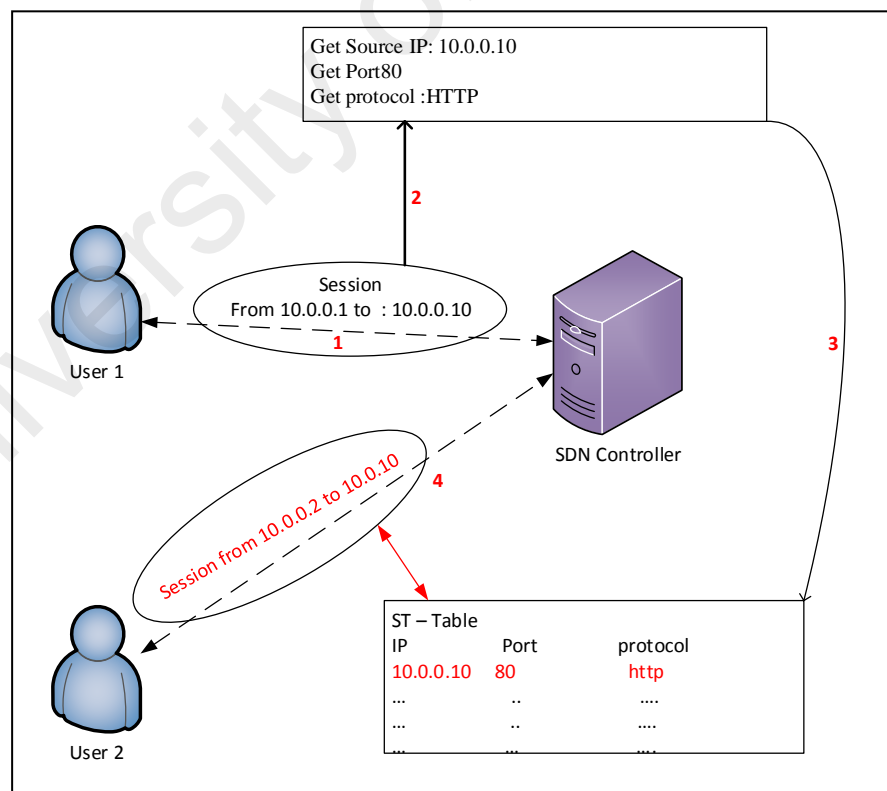 Get Source IP: 10.0.0.10
Get Port80
Get protocol :HTTP
2
Session
From 10.0.0.1 to : 10.0.0.10
1
3
User 1
SDN Controller
4
Session from 10.0.0.2 to 10.0.10
ST – Table
IP Port protocol
10.0.0.10 80 http
... .. ....
... .. ....
... ... ....
User 2
versity o